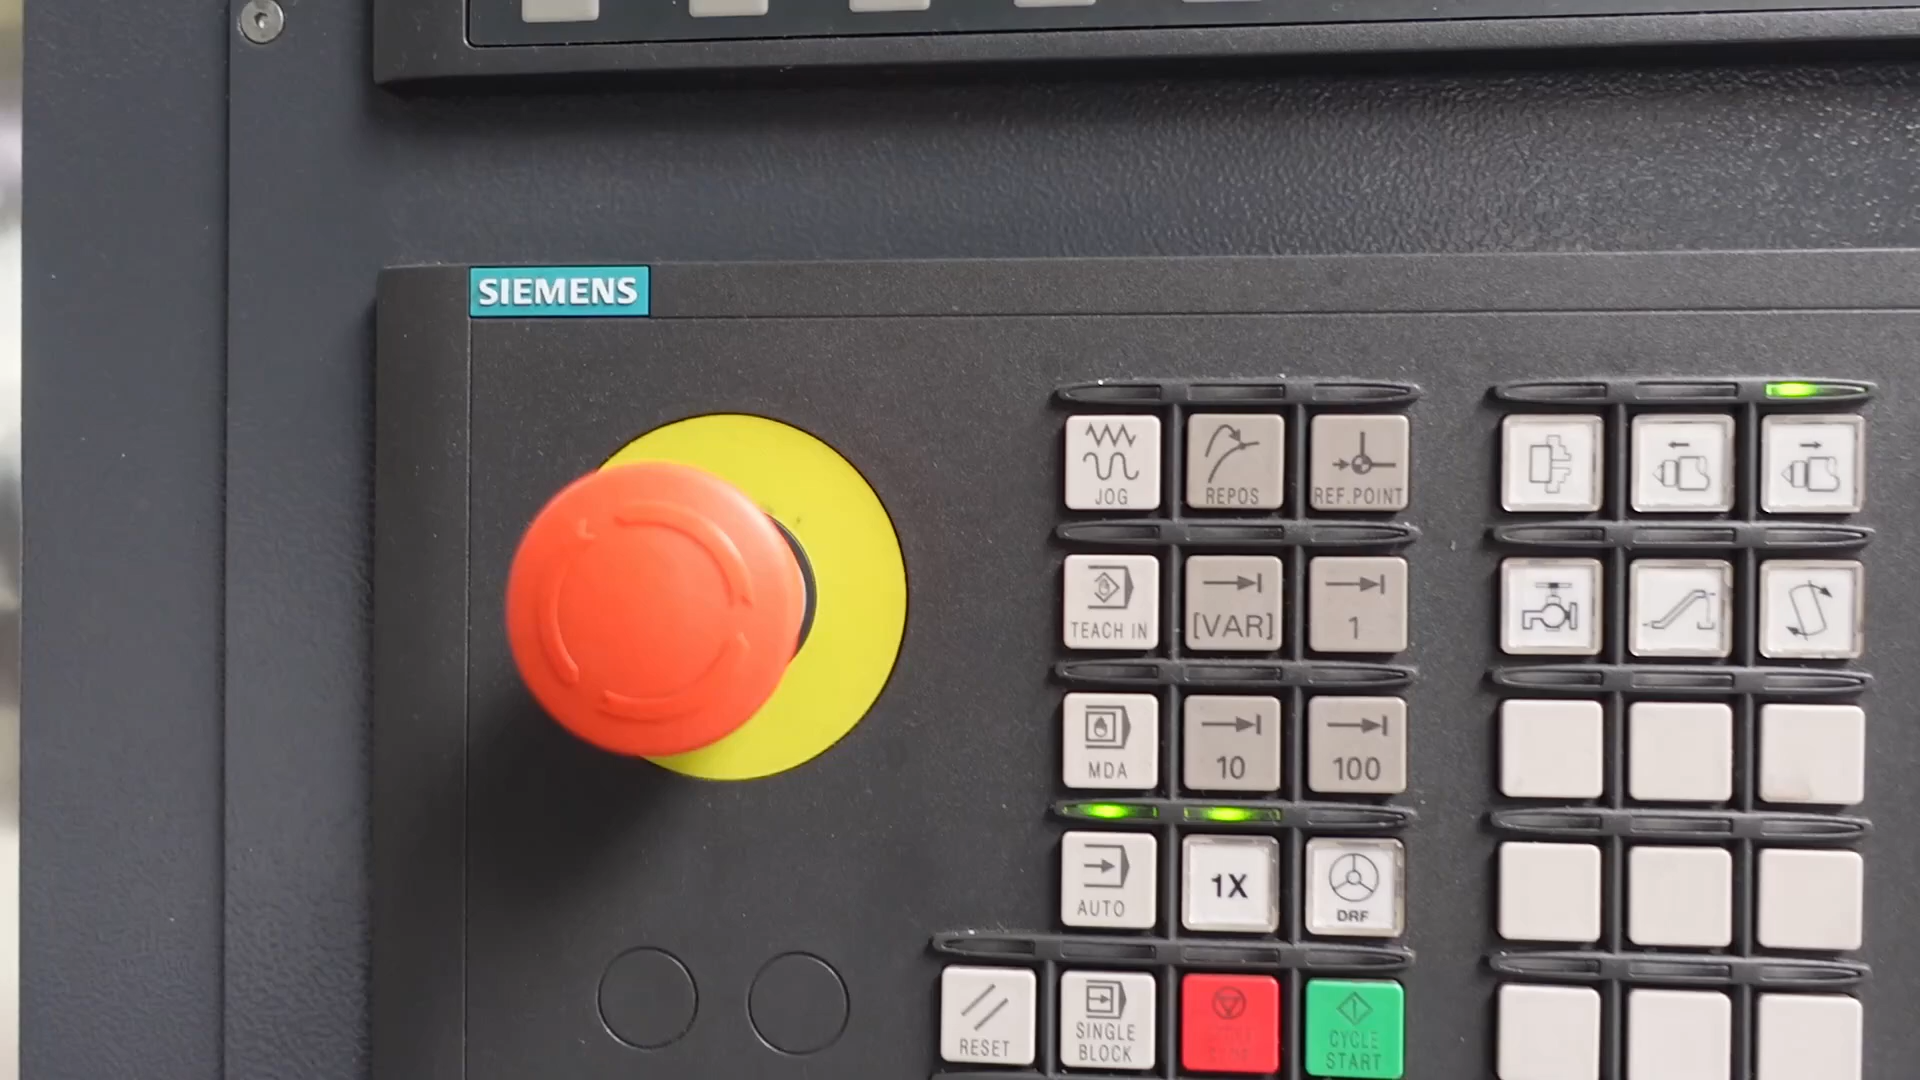 SIEMENS
JOG
REPOS
REF.POINT
TEACH IN
[VAR]
1
MDA
10
100
AUTO
1X
DRF
RESET
SINGLE
BLOCK
CYCLE
START